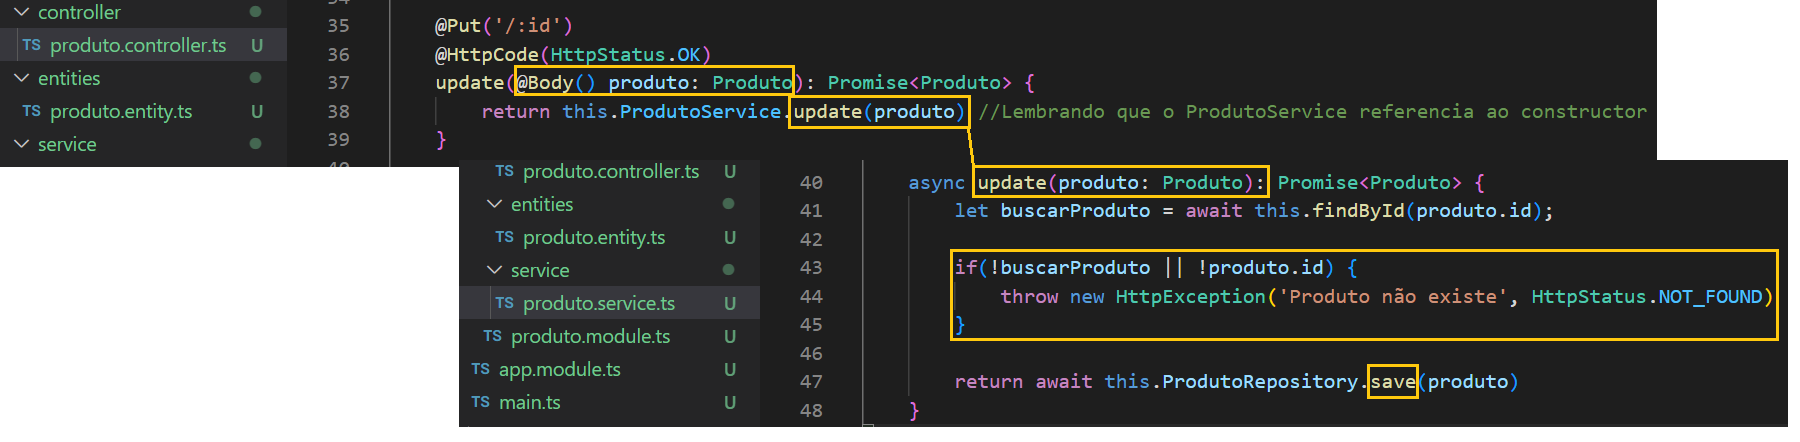 controller
TS produto.controller.ts U
entities
TS produto.entity.ts U
service
35 @Put('/:id')
36 @HttpCode(HttpStatus.OK)
37 update(@Body() produto: Produto): Promise<Produto> {
38 return this.ProdutoService.update(produto) //Lembrando que o ProdutoService referencia ao constructor
39 }
TS produto.controller.ts U
entities
TS produto.entity.ts U
service
TS produto.service.ts U
TS produto.module.ts U
TS app.module.ts U
TS main.ts U
40 async update(produto: Produto): Promise<Produto> {
41 let buscarProduto = await this.findById(produto.id);
42
43 if(!buscarProduto || !produto.id) {
44 throw new HttpException('Produto não existe', HttpStatus.NOT_FOUND)
45 }
46
47 return await this.ProdutoRepository.save(produto)
48 }